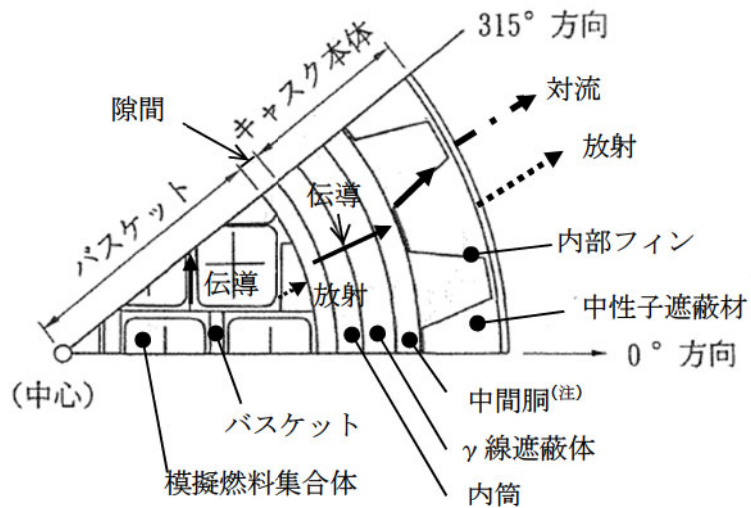 315° 方向
対流
キャスク本体
隙間
放射
バスケット
伝導
内部フィン
伝導
放射
中性子遮蔽材
0° 方向
(中心)
中間胴(注)
バスケット
γ線遮蔽体
模擬燃料集合体
内筒